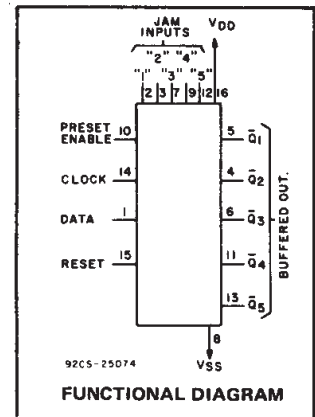 JAM
INPUTS
VDD
"2" "4"
"1" "3" "5"
2 3 7 9 12 16
PRESET
ENABLE 10
5 Q̅1
CLOCK 14
4 Q̅2
DATA 1
6 Q̅3
RESET 15
11 Q̅4
13 Q̅5
BUFFERED OUT.
8
92CS-25074
VSS
FUNCTIONAL DIAGRAM